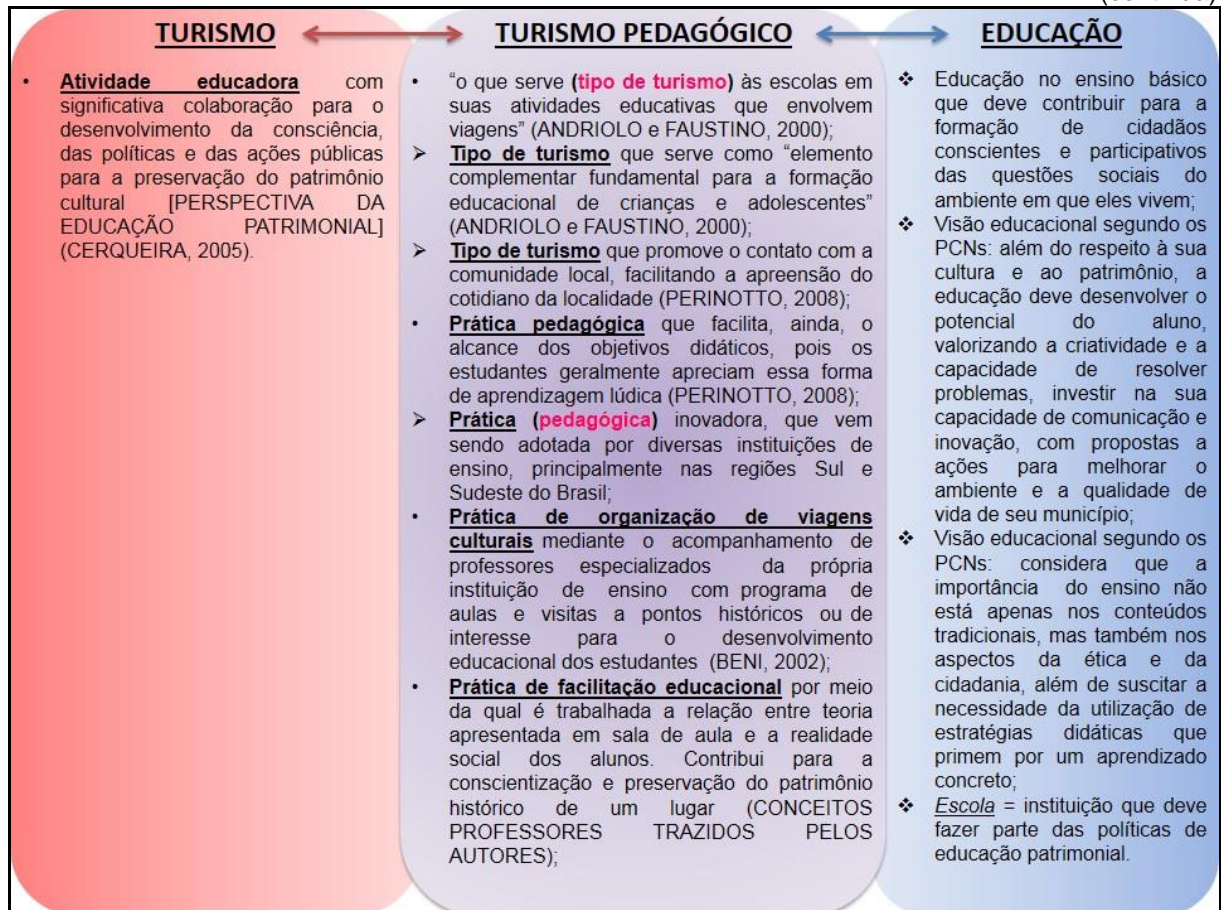 TURISMO
• Atividade educadora com
significativa colaboração para o
desenvolvimento da consciência,
das políticas e das ações públicas
para a preservação do patrimônio
cultural [PERSPECTIVA DA
EDUCAÇÃO PATRIMONIAL]
(CERQUEIRA, 2005).
TURISMO PEDAGÓGICO
• “o que serve (tipo de turismo) às escolas em
suas atividades educativas que envolvem
viagens” (ANDRIOLO e FAUSTINO, 2000);
➢ Tipo de turismo que serve como “elemento
complementar fundamental para a formação
educacional de crianças e adolescentes”
(ANDRIOLO e FAUSTINO, 2000);
➢ Tipo de turismo que promove o contato com a
comunidade local, facilitando a apreensão do
cotidiano da localidade (PERINOTTO, 2008);
• Prática pedagógica que facilita, ainda, o
alcance dos objetivos didáticos, pois os
estudantes geralmente apreciam essa forma
de aprendizagem lúdica (PERINOTTO, 2008);
➢ Prática (pedagógica) inovadora, que vem
sendo adotada por diversas instituições de
ensino, principalmente nas regiões Sul e
Sudeste do Brasil;
• Prática de organização de viagens
culturais mediante o acompanhamento de
professores especializados da própria
instituição de ensino com programa de
aulas e visitas a pontos históricos ou de
interesse para o desenvolvimento
educacional dos estudantes (BENI, 2002);
• Prática de facilitação educacional por meio
da qual é trabalhada a relação entre teoria
apresentada em sala de aula e a realidade
social dos alunos. Contribui para a
conscientização e preservação do patrimônio
histórico de um lugar (CONCEITOS
PROFESSORES TRAZIDOS PELOS
AUTORES);
EDUCAÇÃO
❖ Educação no ensino básico
que deve contribuir para a
formação de cidadãos
conscientes e participativos
das questões sociais do
ambiente em que eles vivem;
❖ Visão educacional segundo os
PCNs: além do respeito à sua
cultura e ao patrimônio, a
educação deve desenvolver o
potencial do aluno,
valorizando a criatividade e a
capacidade de resolver
problemas, investir na sua
capacidade de comunicação e
inovação, com propostas a
ações para melhorar o
ambiente e a qualidade de
vida de seu município;
❖ Visão educacional segundo os
PCNs: considera que a
importância do ensino não
está apenas nos conteúdos
tradicionais, mas também nos
aspectos da ética e da
cidadania, além de suscitar a
necessidade da utilização de
estratégias didáticas que
primem por um aprendizado
concreto;
❖ Escola = instituição que deve
fazer parte das políticas de
educação patrimonial.